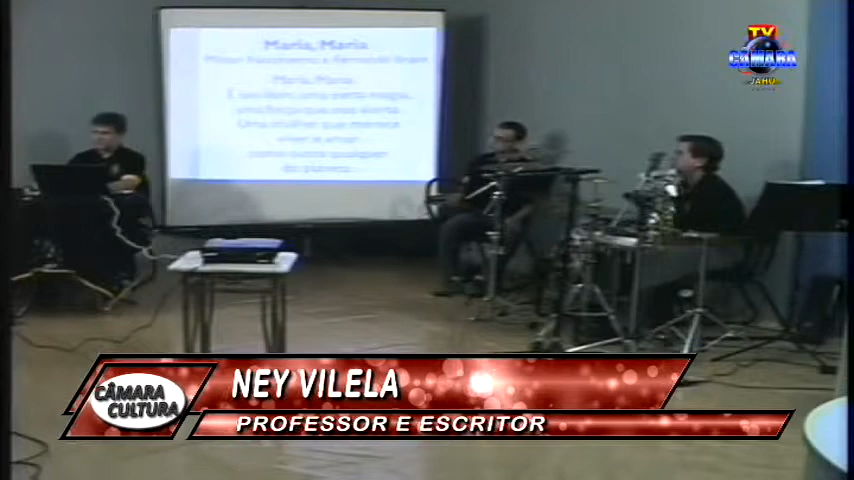 TV
CÂMARA
JAHU
Maria, Maria
Milton Nascimento e Fernando Brant
Maria, Maria
É um dom, uma certa magia,
uma força que nos alerta
Uma mulher que merece
viver e amar
como outra qualquer
do planeta
CÂMARA
CULTURA
NEY VILELA
PROFESSOR E ESCRITOR